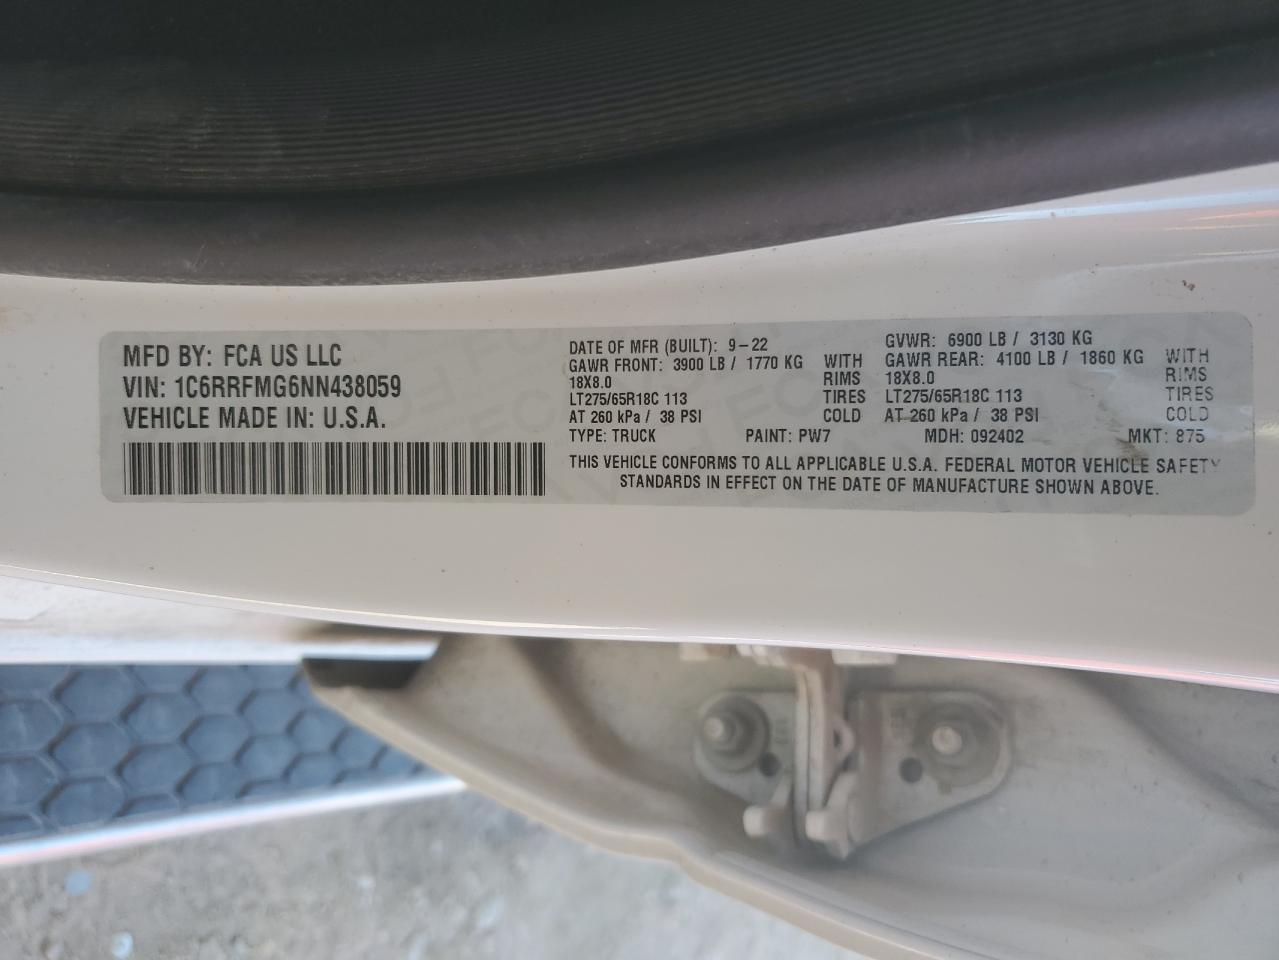 MFD BY: FCA US LLC
VIN: 1C6RRFMG6NN438059
VEHICLE MADE IN: U.S.A.
DATE OF MFR (BUILT): 9-22 GVWR: 6900 LB / 3130 KG
GAWR FRONT: 3900 LB / 1770 KG WITH GAWR REAR: 4100 LB / 1860 KG WITH
18X8.0 RIMS 18X8.0 RIMS
LT275/65R18C 113 TIRES LT275/65R18C 113 TIRES
AT 260 kPa / 38 PSI COLD AT 260 kPa / 38 PSI COLD
TYPE: TRUCK PAINT: PW7 MDH: 092402 MKT: 875
THIS VEHICLE CONFORMS TO ALL APPLICABLE U.S.A. FEDERAL MOTOR VEHICLE SAFETY
STANDARDS IN EFFECT ON THE DATE OF MANUFACTURE SHOWN ABOVE.